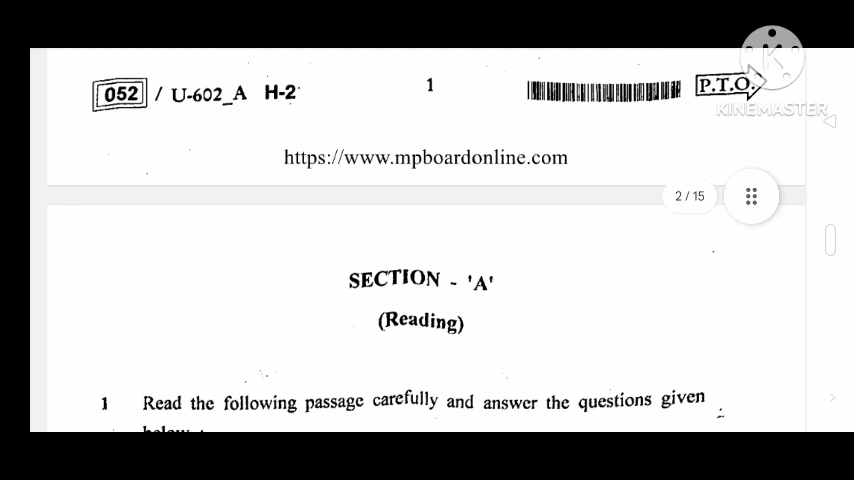 052 / U-602_A H-2 1 P.T.O.
KINEMASTER
https://www.mpboardonline.com
2 / 15
SECTION - 'A'
(Reading)
1 Read the following passage carefully and answer the questions given
below :